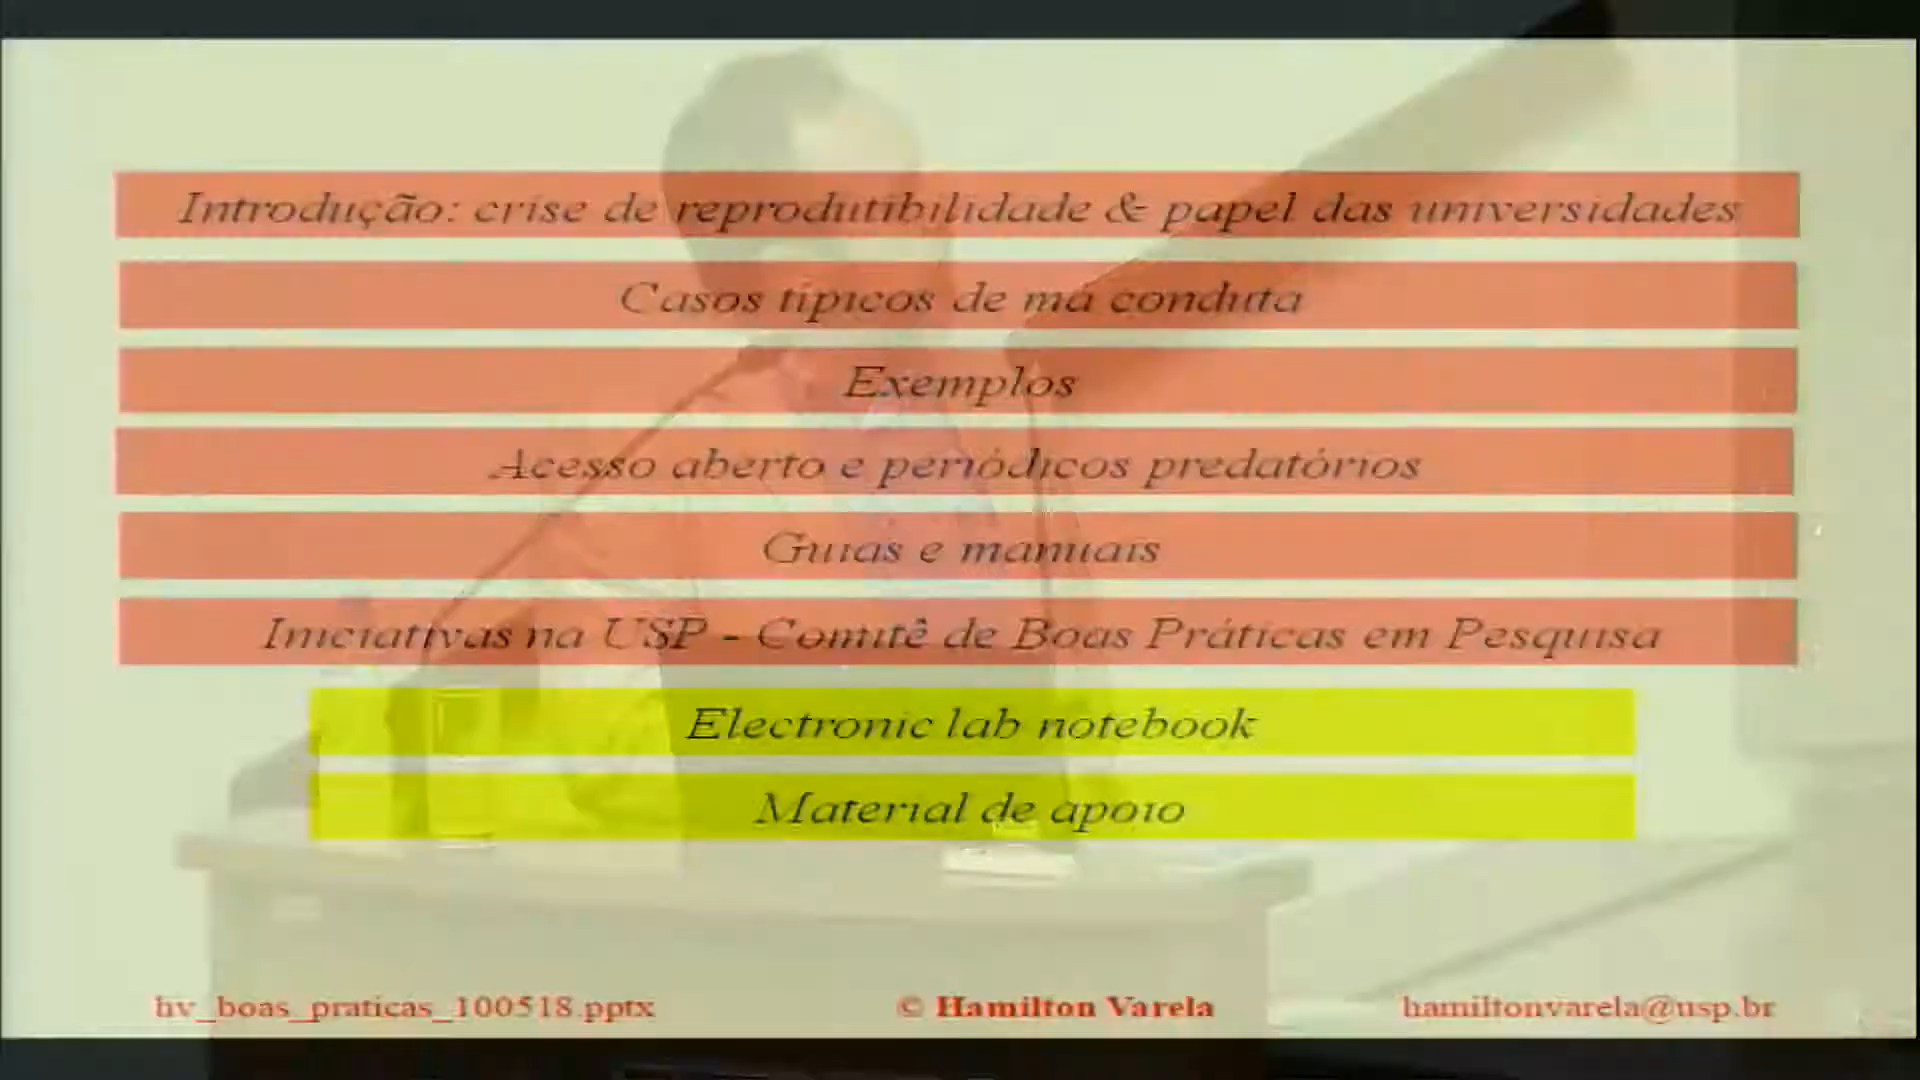 Introdução: crise de reprodutibilidade & papel das universidades
Casos típicos de má conduta
Exemplos
Acesso aberto e periódicos predatórios
Guias e manuais
Iniciativas na USP - Comitê de Boas Práticas em Pesquisa
Electronic lab notebook
Material de apoio
hv_boas_praticas_100518.pptx
© Hamilton Varela
hamiltonvarela@usp.br